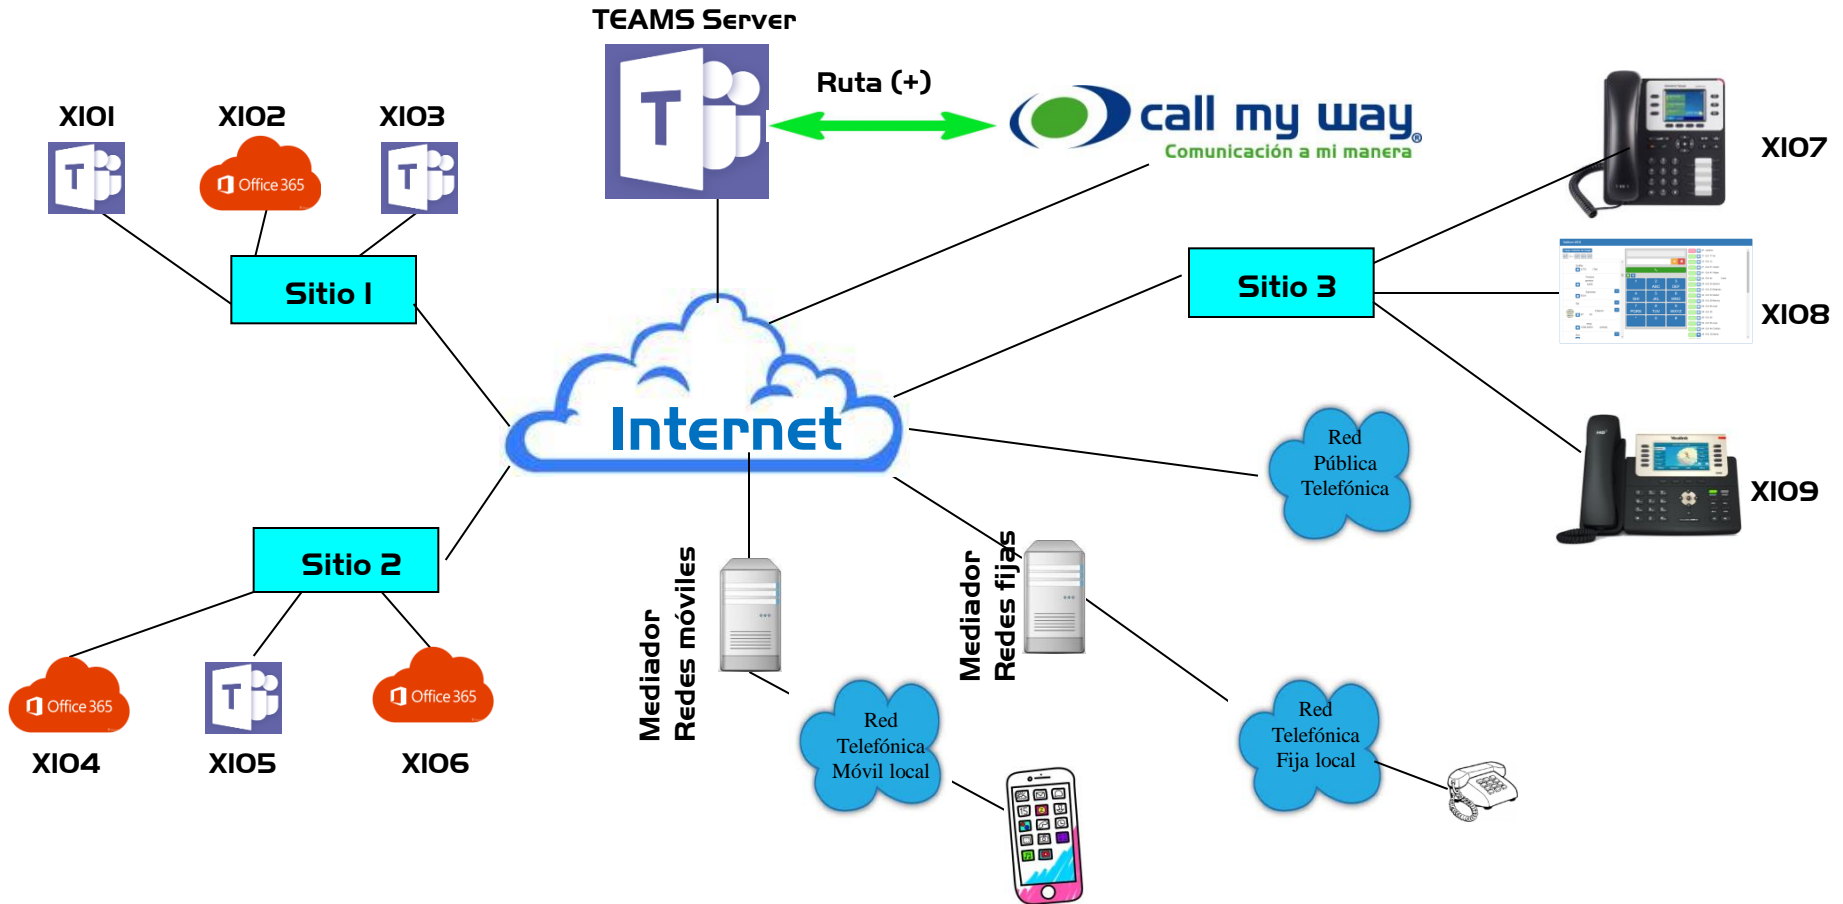 TEAMS Server
Ruta (+)
call my way®
Comunicación a mi manera
X101
X102
X103
T
Office 365
T
T
Sitio 1
Sitio 3
X107
X108
X109
Internet
Red
Pública
Telefónica
Sitio 2
Office 365
T
Office 365
X104
X105
X106
Mediador
Redes móviles
Mediador
Redes fijas
Red
Telefónica
Móvil local
Red
Telefónica
Fija local